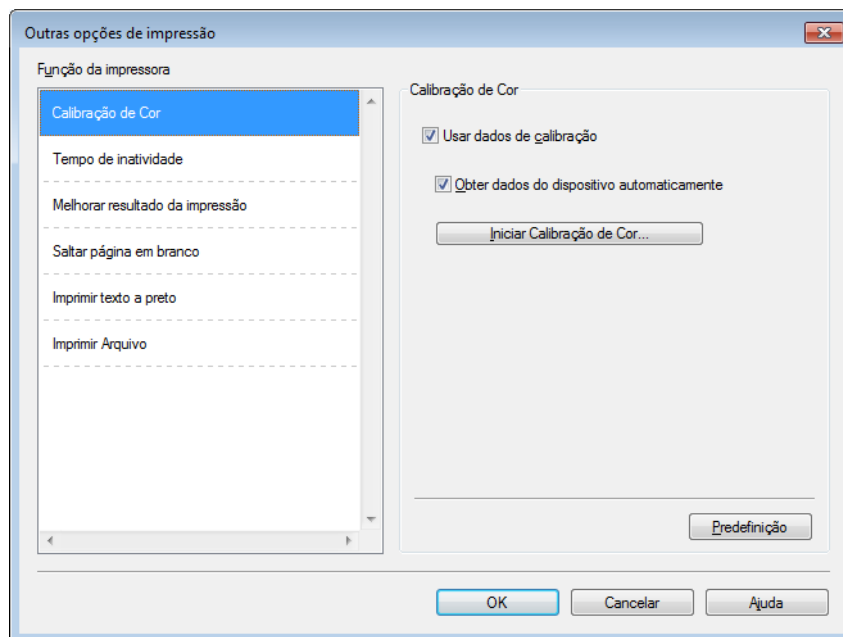 Outras opções de impressão
Função da impressora
Calibração de Cor
Tempo de inatividade
Melhorar resultado da impressão
Saltar página em branco
Imprimir texto a preto
Imprimir Arquivo
Calibração de Cor
Usar dados de calibração
Obter dados do dispositivo automaticamente
Iniciar Calibração de Cor...
Predefinição
OK
Cancelar
Ajuda